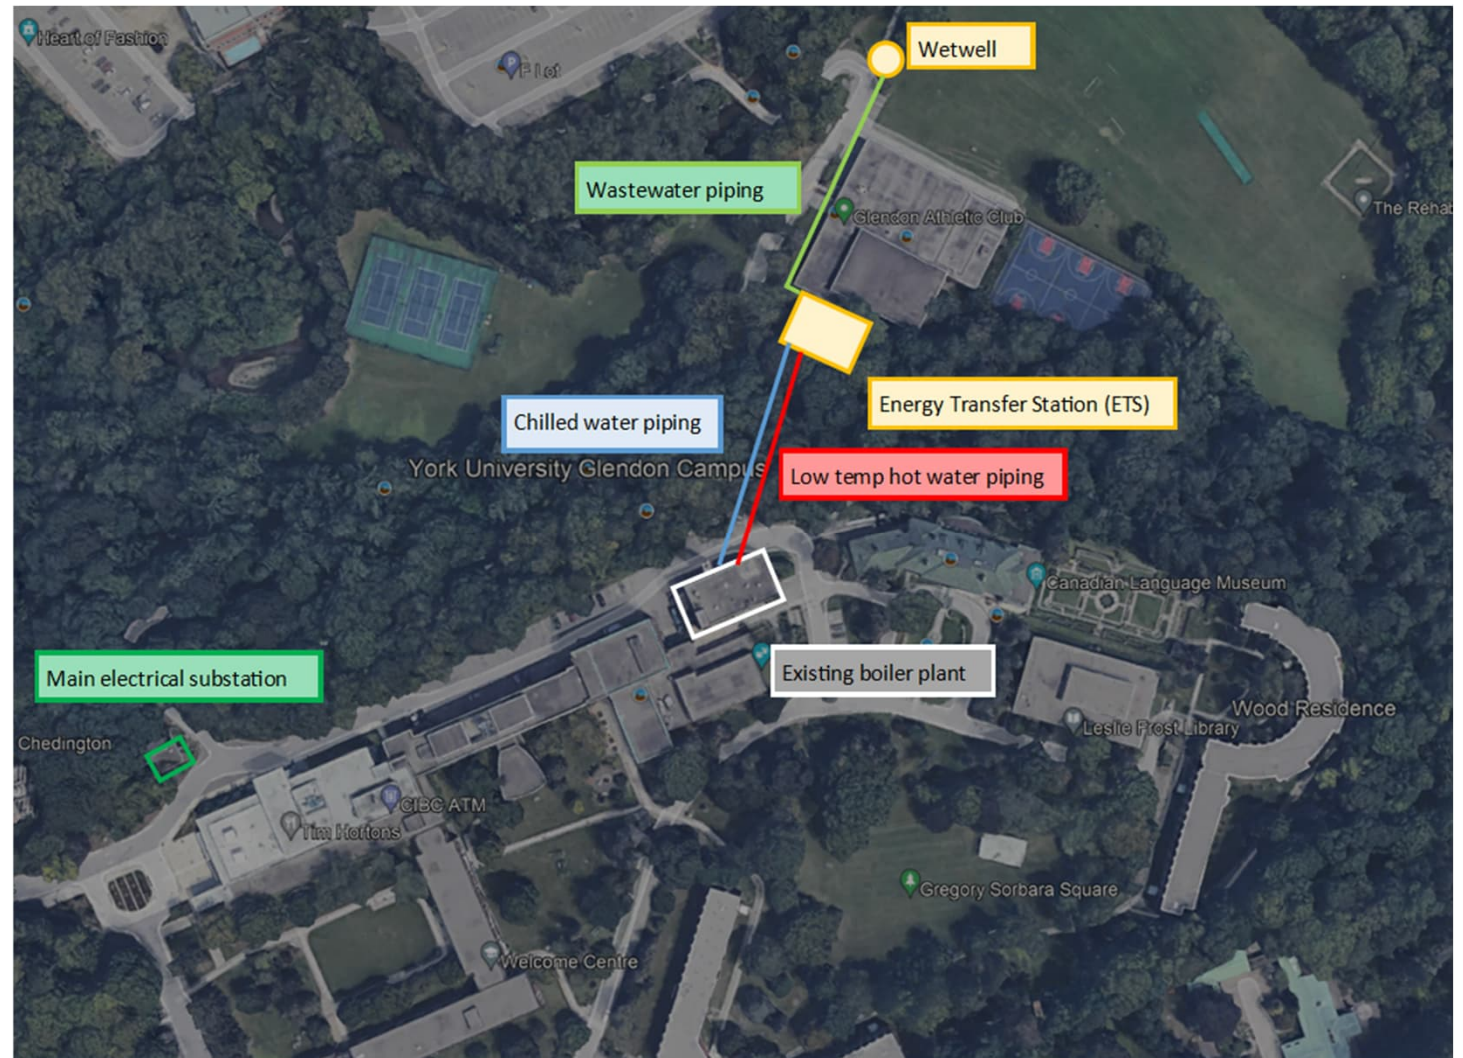 Heart of Fashion
F Lot
Wetwell
Wastewater piping
Glendon Athletic Club
The Rehab
Chilled water piping
Energy Transfer Station (ETS)
York University Glendon Campus
Low temp hot water piping
Canadian Language Museum
Main electrical substation
Existing boiler plant
Wood Residence
Leslie Frost Library
Chedington
CIBC ATM
Tim Hortons
Gregory Sorbara Square
Welcome Centre